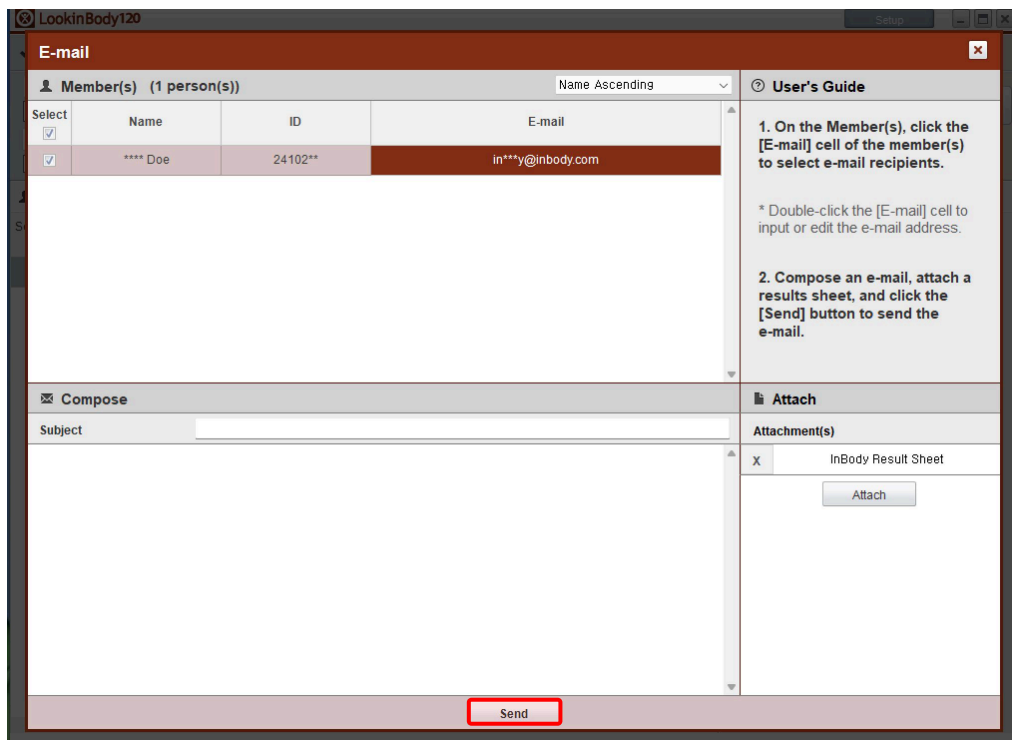 LookinBody120
Setup
E-mail
Member(s) (1 person(s))
Name Ascending
Select
Name
ID
E-mail
**** Doe
24102**
in***y@inbody.com
User's Guide
1. On the Member(s), click the
[E-mail] cell of the member(s)
to select e-mail recipients.
* Double-click the [E-mail] cell to
input or edit the e-mail address.
2. Compose an e-mail, attach a
results sheet, and click the
[Send] button to send the
e-mail.
Compose
Subject
Attach
Attachment(s)
X InBody Result Sheet
Attach
Send